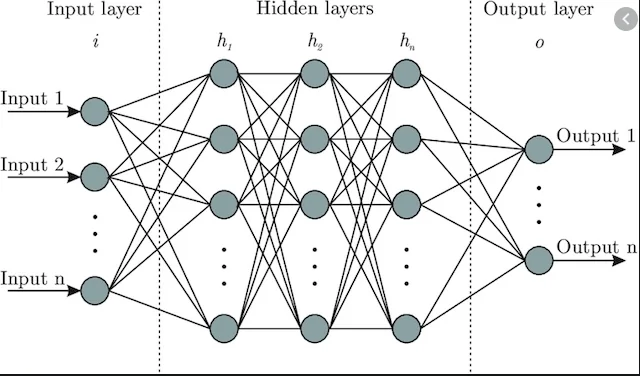 Input layer
Hidden layers
Output layer
i
h1
h2
hn
o
Input 1
Input 2
Input n
Output 1
Output n